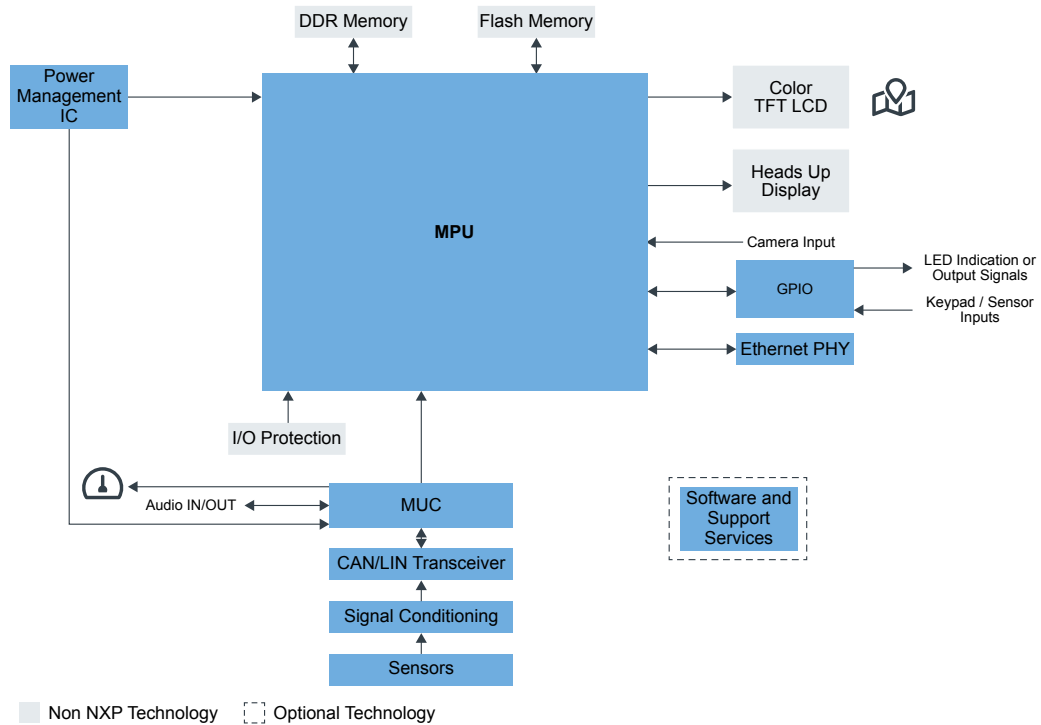 DDR Memory
Flash Memory
Power
Management
IC
Color
TFT LCD
Heads Up
Display
MPU
Camera Input
LED Indication or
Output Signals
GPIO
Keypad / Sensor
Inputs
Ethernet PHY
I/O Protection
Audio IN/OUT
MUC
Software and
Support
Services
CAN/LIN Transceiver
Signal Conditioning
Sensors
Non NXP Technology
Optional Technology